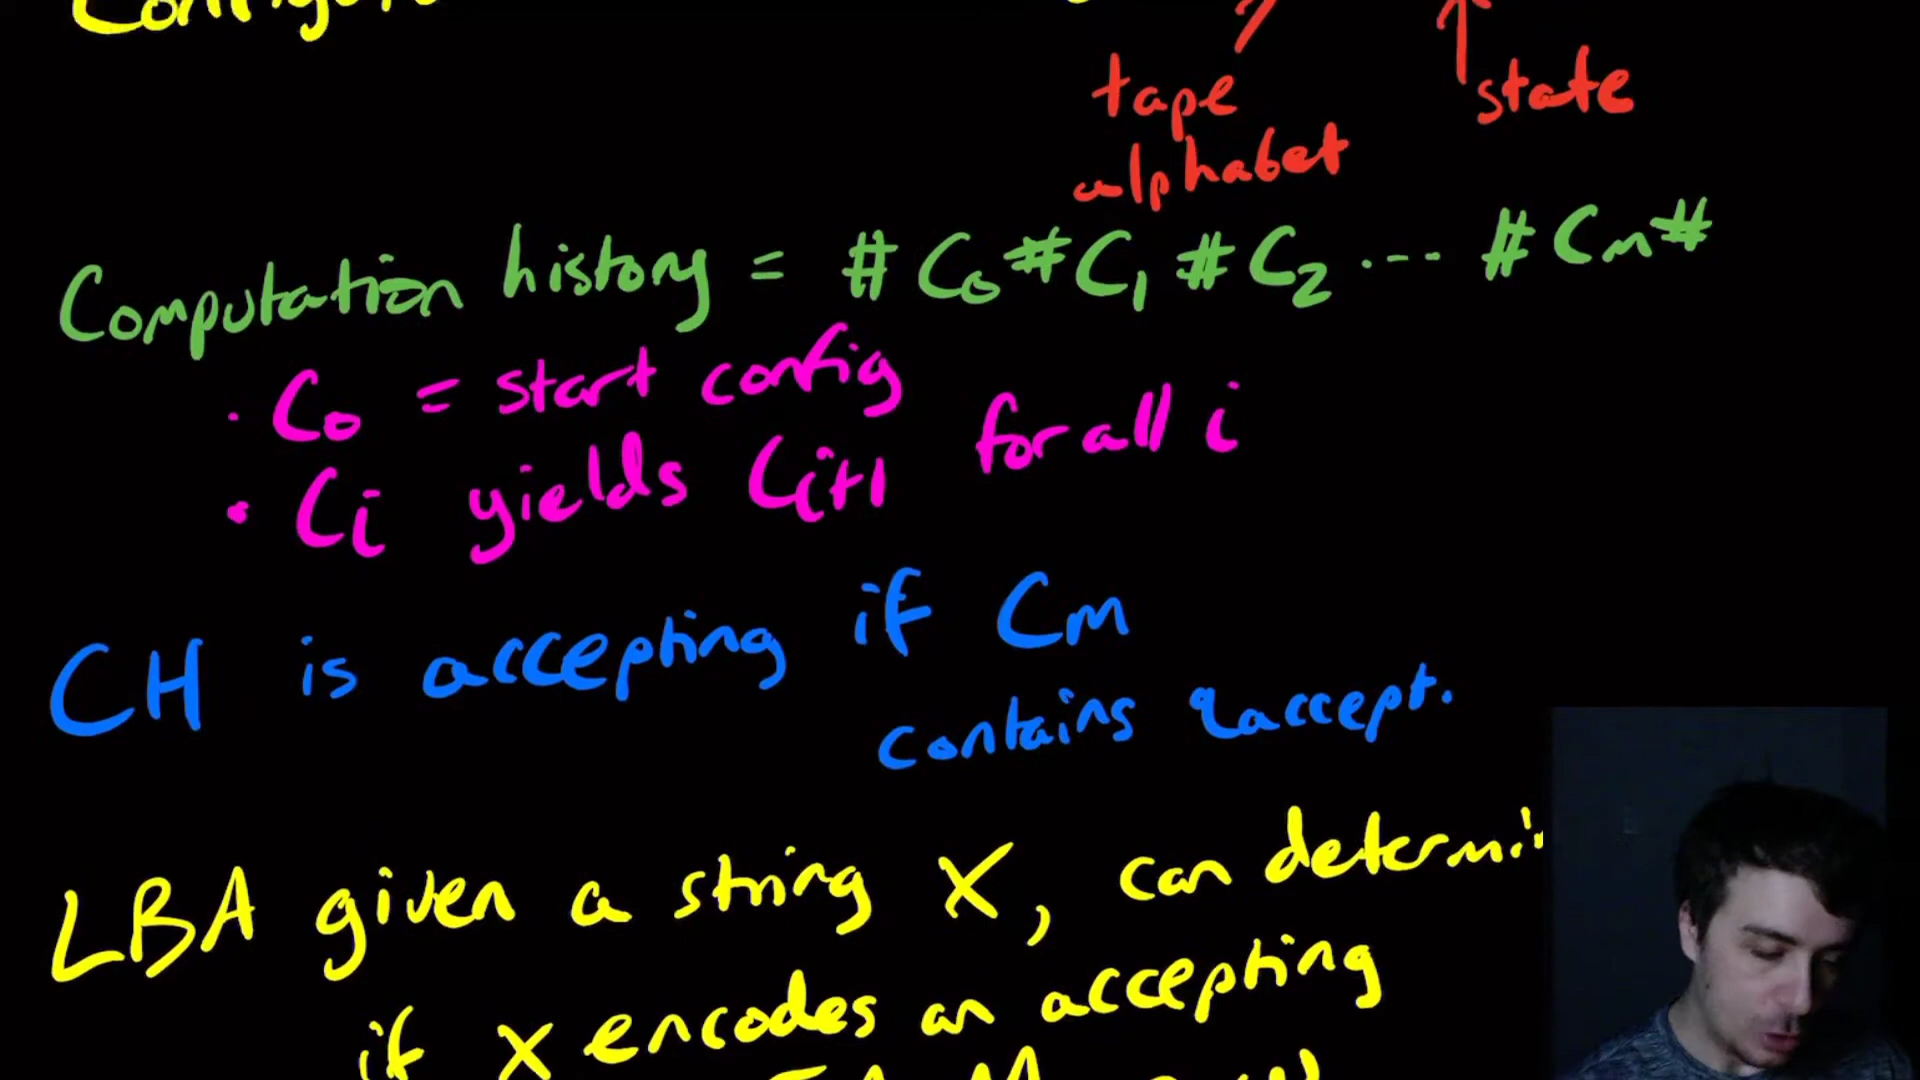 tape
state
alphabet
Computation history = # C₀ # C₁ # C₂ ... # Cm #
· C₀ = start config
· Ci yields Ci+1 for all i
CH is accepting if Cm
contains qaccept.
LBA given a string X, can
if X encodes an accepting